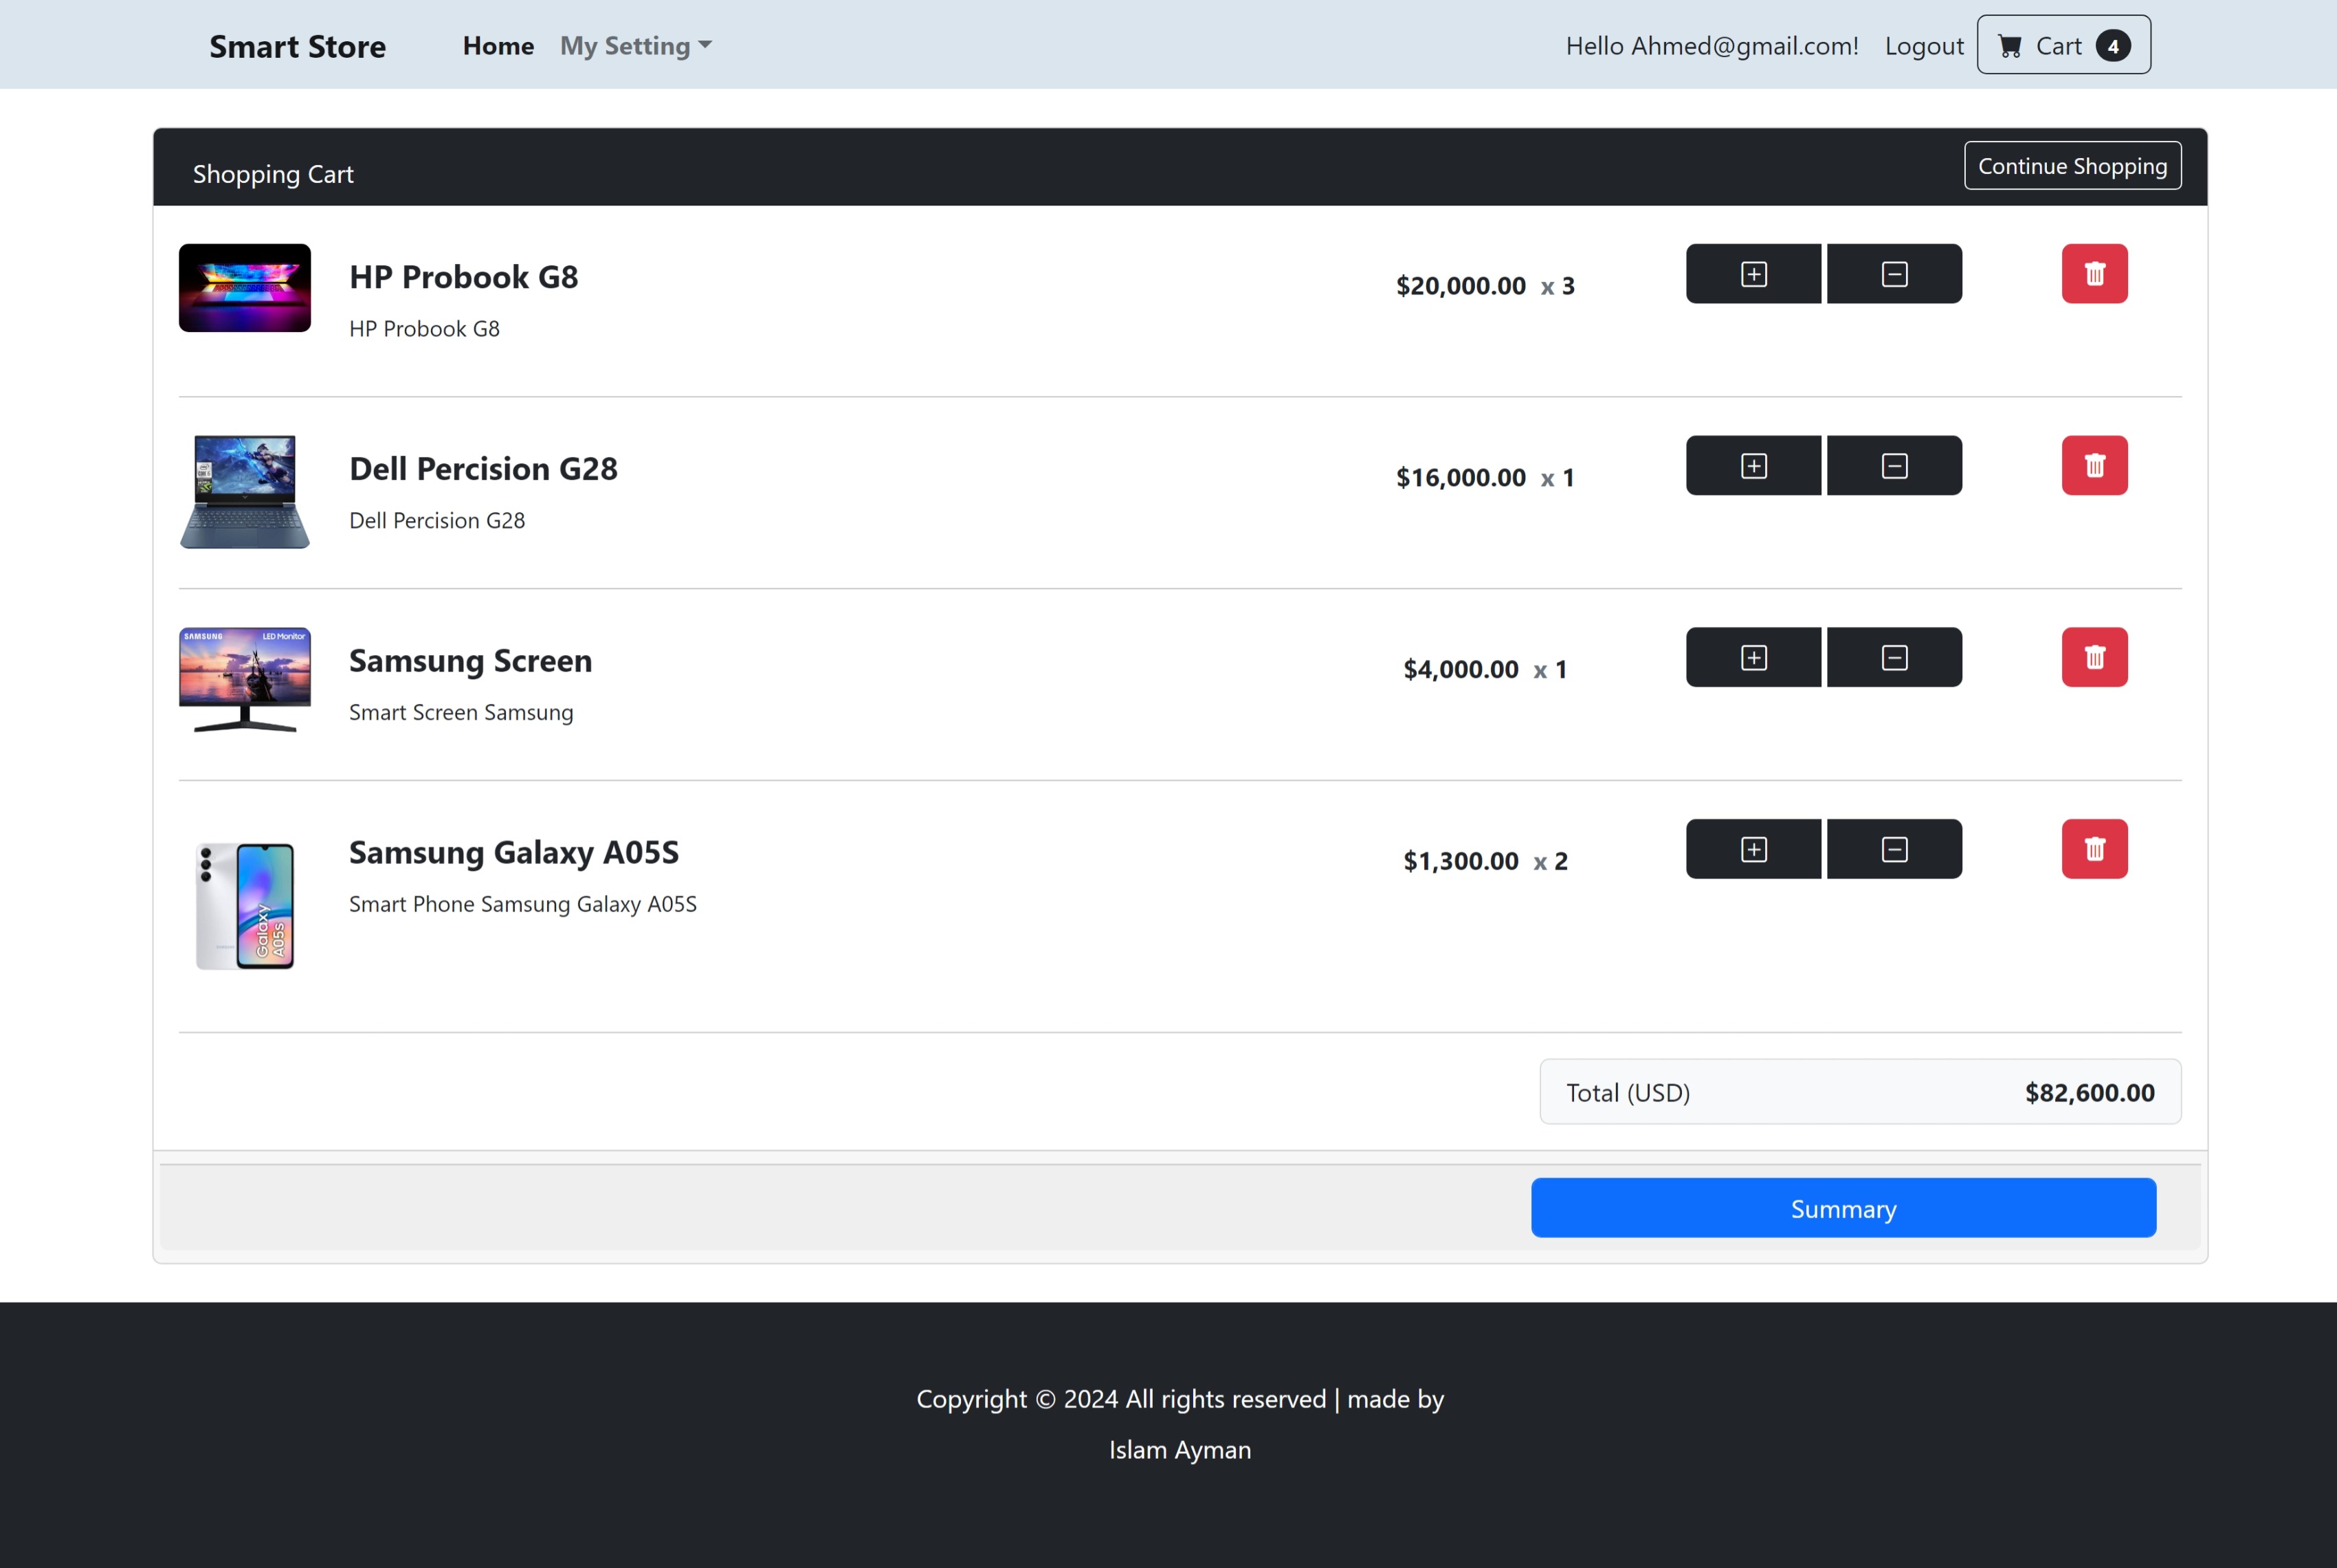 Smart Store Home My Setting Hello Ahmed@gmail.com! Logout Cart 4
Shopping Cart Continue Shopping
HP Probook G8
HP Probook G8
$20,000.00 x 3
Dell Percision G28
Dell Percision G28
$16,000.00 x 1
SAMSUNG LED Monitor
Samsung Screen
Smart Screen Samsung
$4,000.00 x 1
Galaxy
A05s
Samsung Galaxy A05S
Smart Phone Samsung Galaxy A05S
$1,300.00 x 2
Total (USD) $82,600.00
Summary
Copyright © 2024 All rights reserved | made by
Islam Ayman